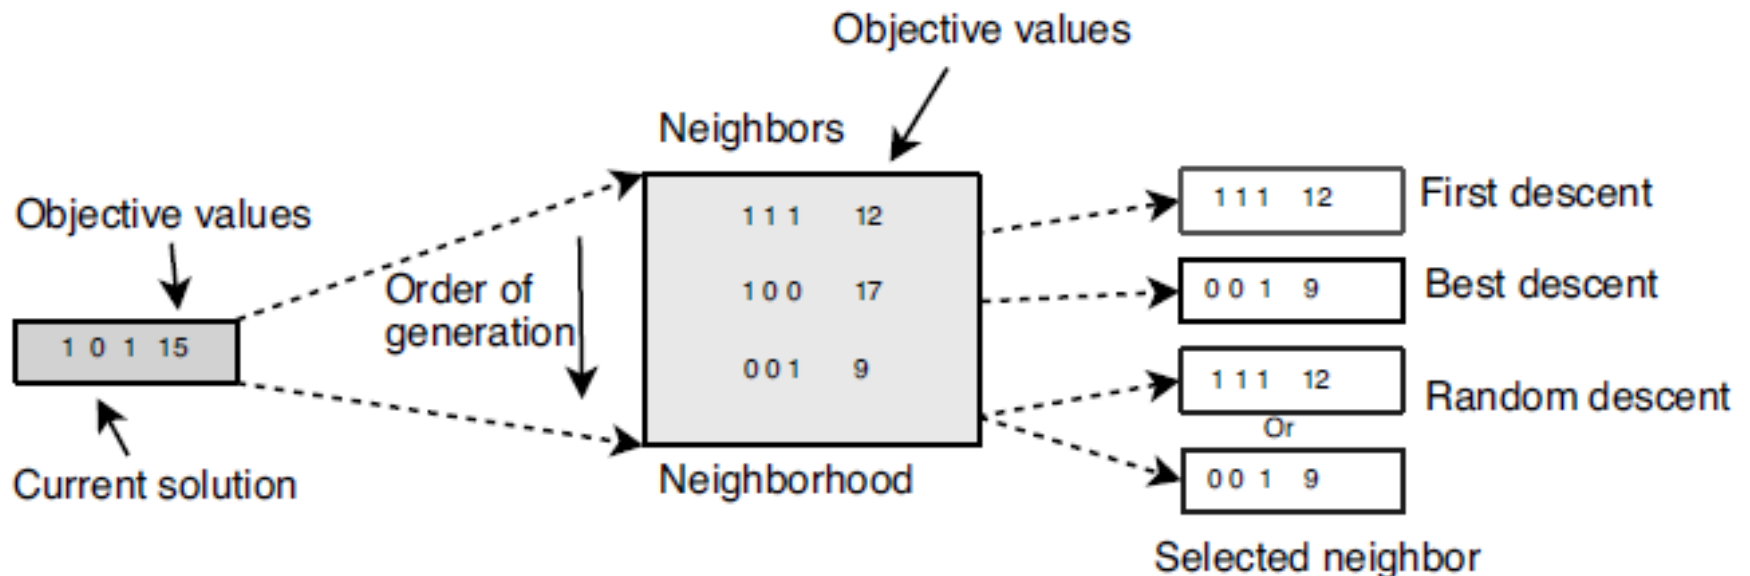 Objective values
Neighbors
Objective values
1 0 1 15
Current solution
Order of
generation
1 1 1 12
1 0 0 17
0 0 1 9
Neighborhood
1 1 1 12
First descent
0 0 1 9
Best descent
1 1 1 12
Random descent
Or
0 0 1 9
Selected neighbor